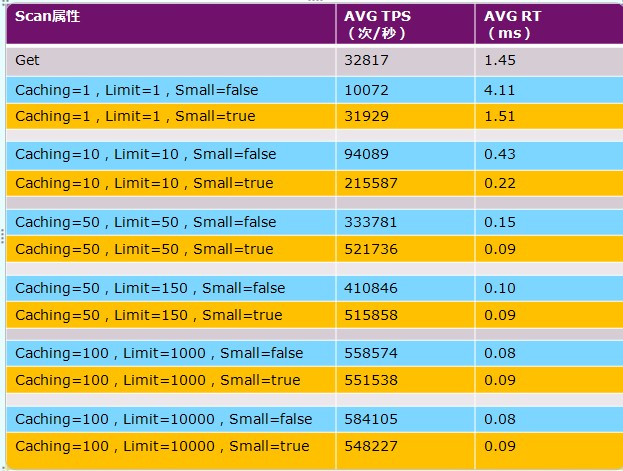 Scan属性 AVG TPS AVG RT
（次/秒） （ms）
Get 32817 1.45
Caching=1 , Limit=1 , Small=false 10072 4.11
Caching=1 , Limit=1 , Small=true 31929 1.51
Caching=10 , Limit=10 , Small=false 94089 0.43
Caching=10 , Limit=10 , Small=true 215587 0.22
Caching=50 , Limit=50 , Small=false 333781 0.15
Caching=50 , Limit=50 , Small=true 521736 0.09
Caching=50 , Limit=150 , Small=false 410846 0.10
Caching=50 , Limit=150 , Small=true 515858 0.09
Caching=100 , Limit=1000 , Small=false 558574 0.08
Caching=100 , Limit=1000 , Small=true 551538 0.09
Caching=100 , Limit=10000 , Small=false 584105 0.08
Caching=100 , Limit=10000 , Small=true 548227 0.09